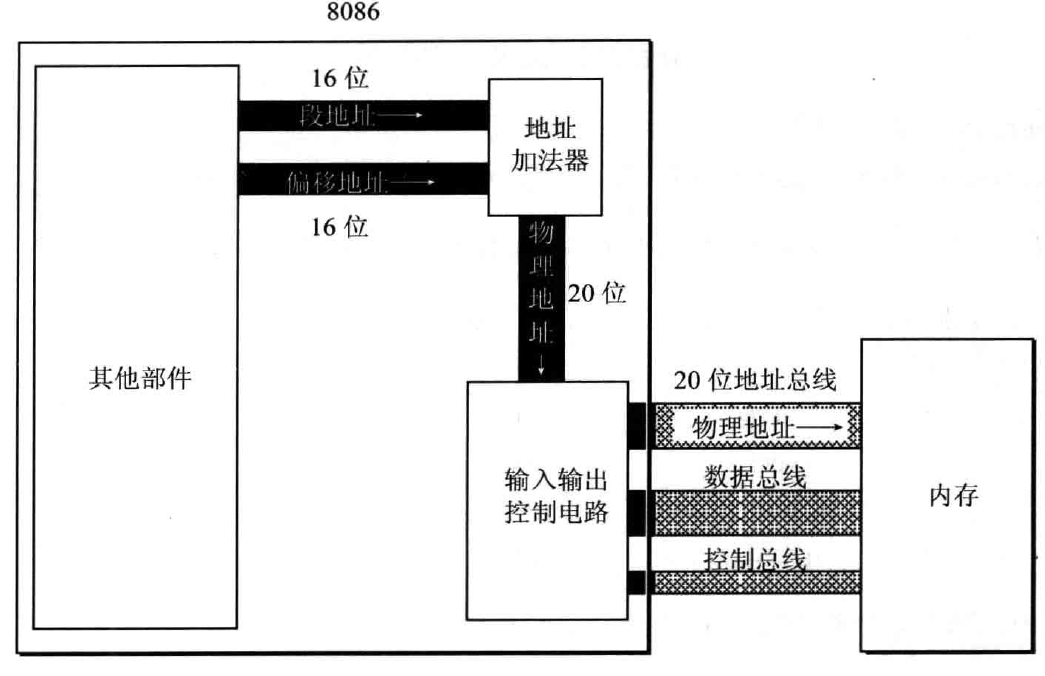 8086
16 位
段地址
偏移地址
16 位
地址
加法器
物
理
地
址
20 位
其他部件
输入输出
控制电路
20 位地址总线
物理地址
数据总线
控制总线
内存